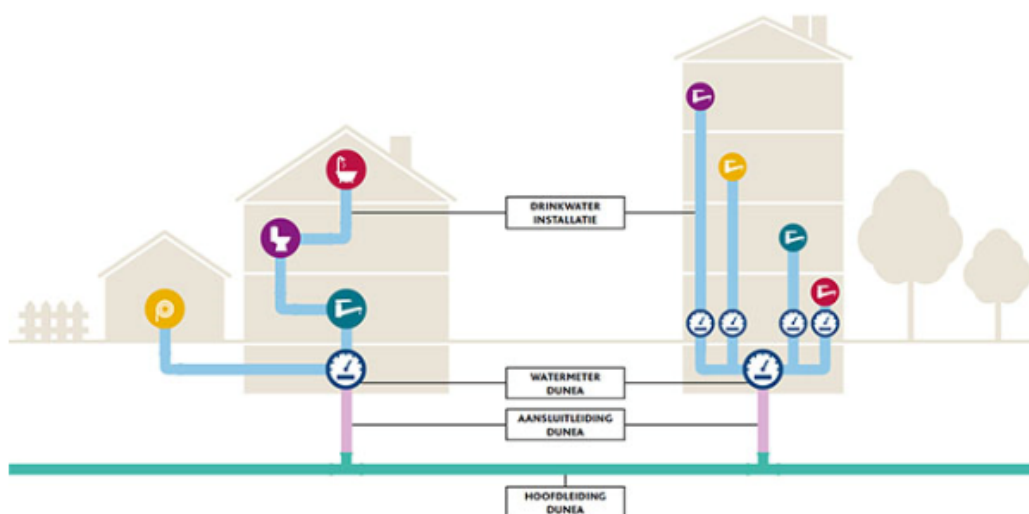 DRINKWATER
INSTALLATIE
WATERMETER
DUNEA
AANSLUITLEIDING
DUNEA
HOOFDLEIDING
DUNEA